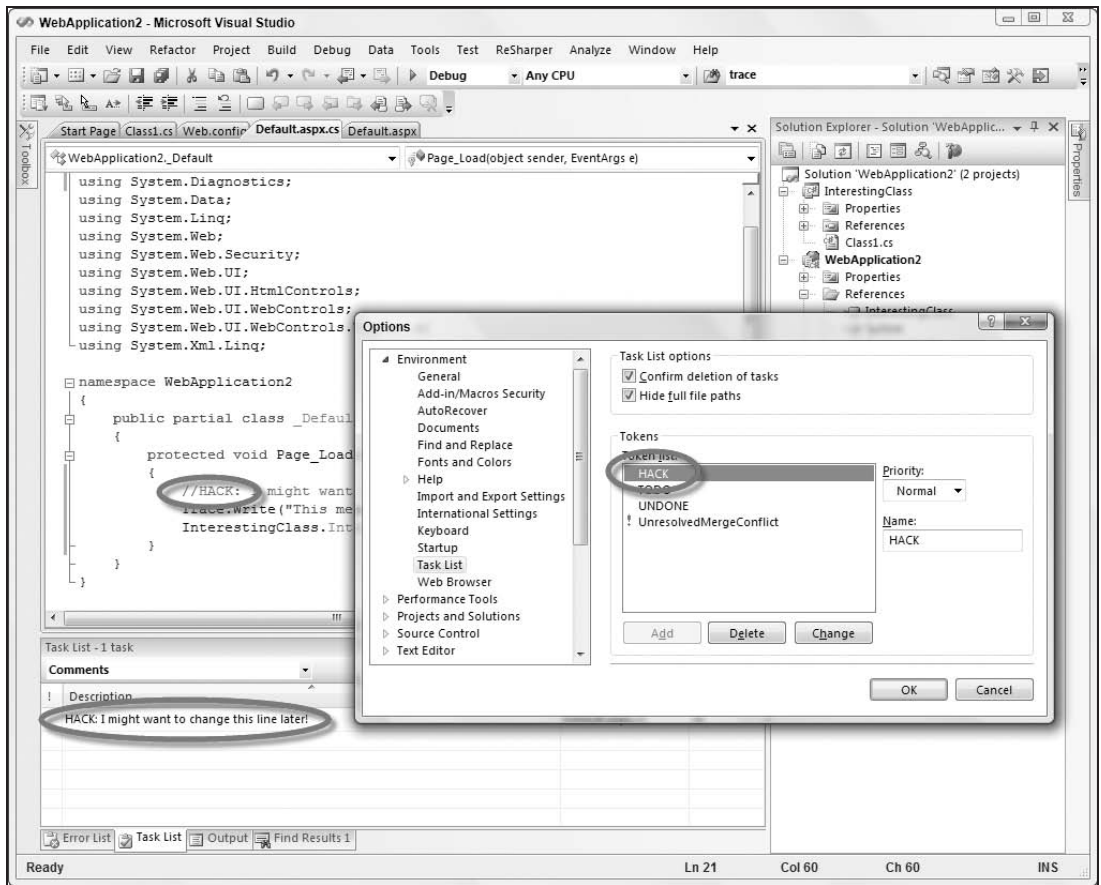 WebApplication2 - Microsoft Visual Studio
File Edit View Refactor Project Build Debug Data Tools Test ReSharper Analyze Window Help
Debug Any CPU trace
Toolbox
Start Page Class1.cs Web.config Default.aspx.cs Default.aspx
WebApplication2._Default Page_Load(object sender, EventArgs e)
using System.Diagnostics;
using System.Data;
using System.Linq;
using System.Web;
using System.Web.Security;
using System.Web.UI;
using System.Web.UI.HtmlControls;
using System.Web.UI.WebControls;
using System.Web.UI.WebControls.
using System.Xml.Linq;
namespace WebApplication2
{
public partial class _Defaul
{
protected void Page_Load
{
//HACK: I might want
Trace.Write("This me
InterestingClass.Int
}
}
}
Solution Explorer - Solution 'WebApplic...
Properties
Solution 'WebApplication2' (2 projects)
InterestingClass
Properties
References
Class1.cs
WebApplication2
Properties
References
InterestingClass
Options
Environment
General
Add-in/Macros Security
AutoRecover
Documents
Find and Replace
Fonts and Colors
Help
Import and Export Settings
International Settings
Keyboard
Startup
Task List
Web Browser
Performance Tools
Projects and Solutions
Source Control
Text Editor
Task List options
Confirm deletion of tasks
Hide full file paths
Tokens
Token list:
HACK
TODO
UNDONE
! UnresolvedMergeConflict
Priority:
Normal
Name:
HACK
Add Delete Change
OK Cancel
Task List - 1 task
Comments
! Description
HACK: I might want to change this line later!
Error List Task List Output Find Results 1
Ready Ln 21 Col 60 Ch 60 INS